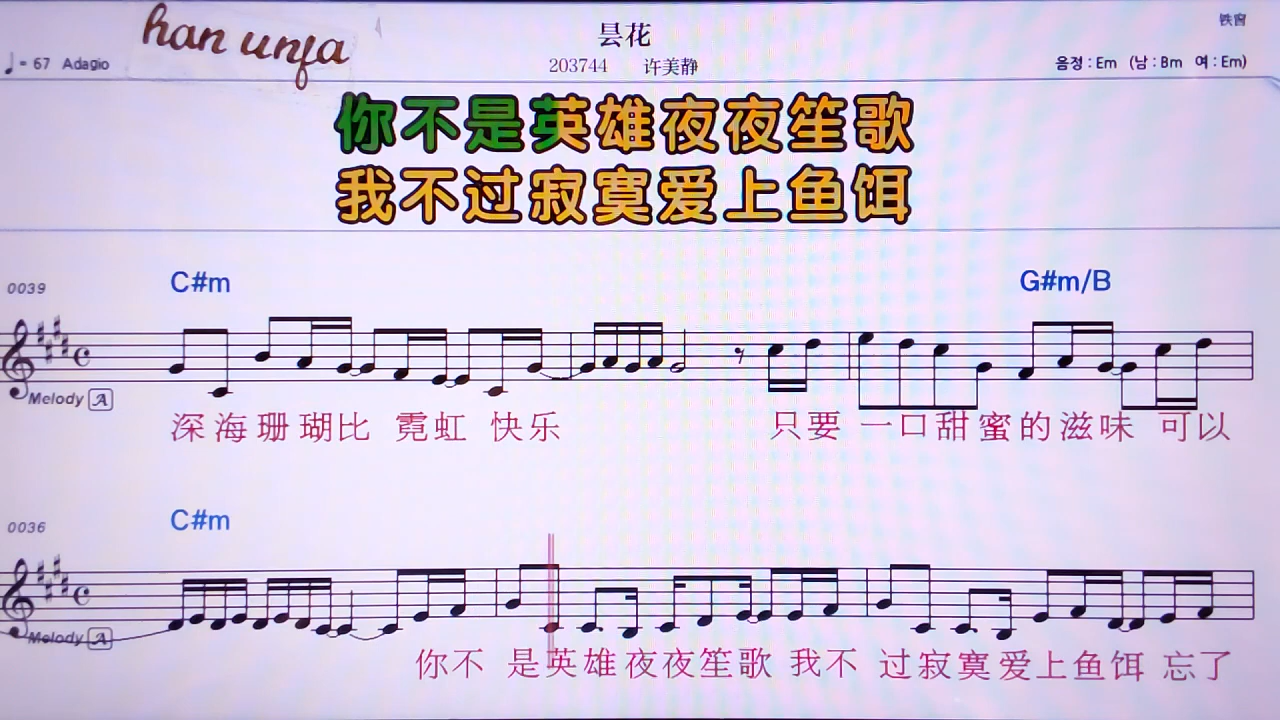 han unfa
昙花
铁窗
♩= 67 Adagio
203744 许美静
음정 : Em (남 : Bm 여 : Em)
你不是英雄夜夜笙歌
我不过寂寞爱上鱼饵
C#m G#m/B
0039
Melody A
深海珊瑚比 霓虹 快乐 只要 一口甜蜜的滋味 可以
C#m
0036
Melody A
你不 是英雄夜夜笙歌 我不 过寂寞爱上鱼饵 忘了